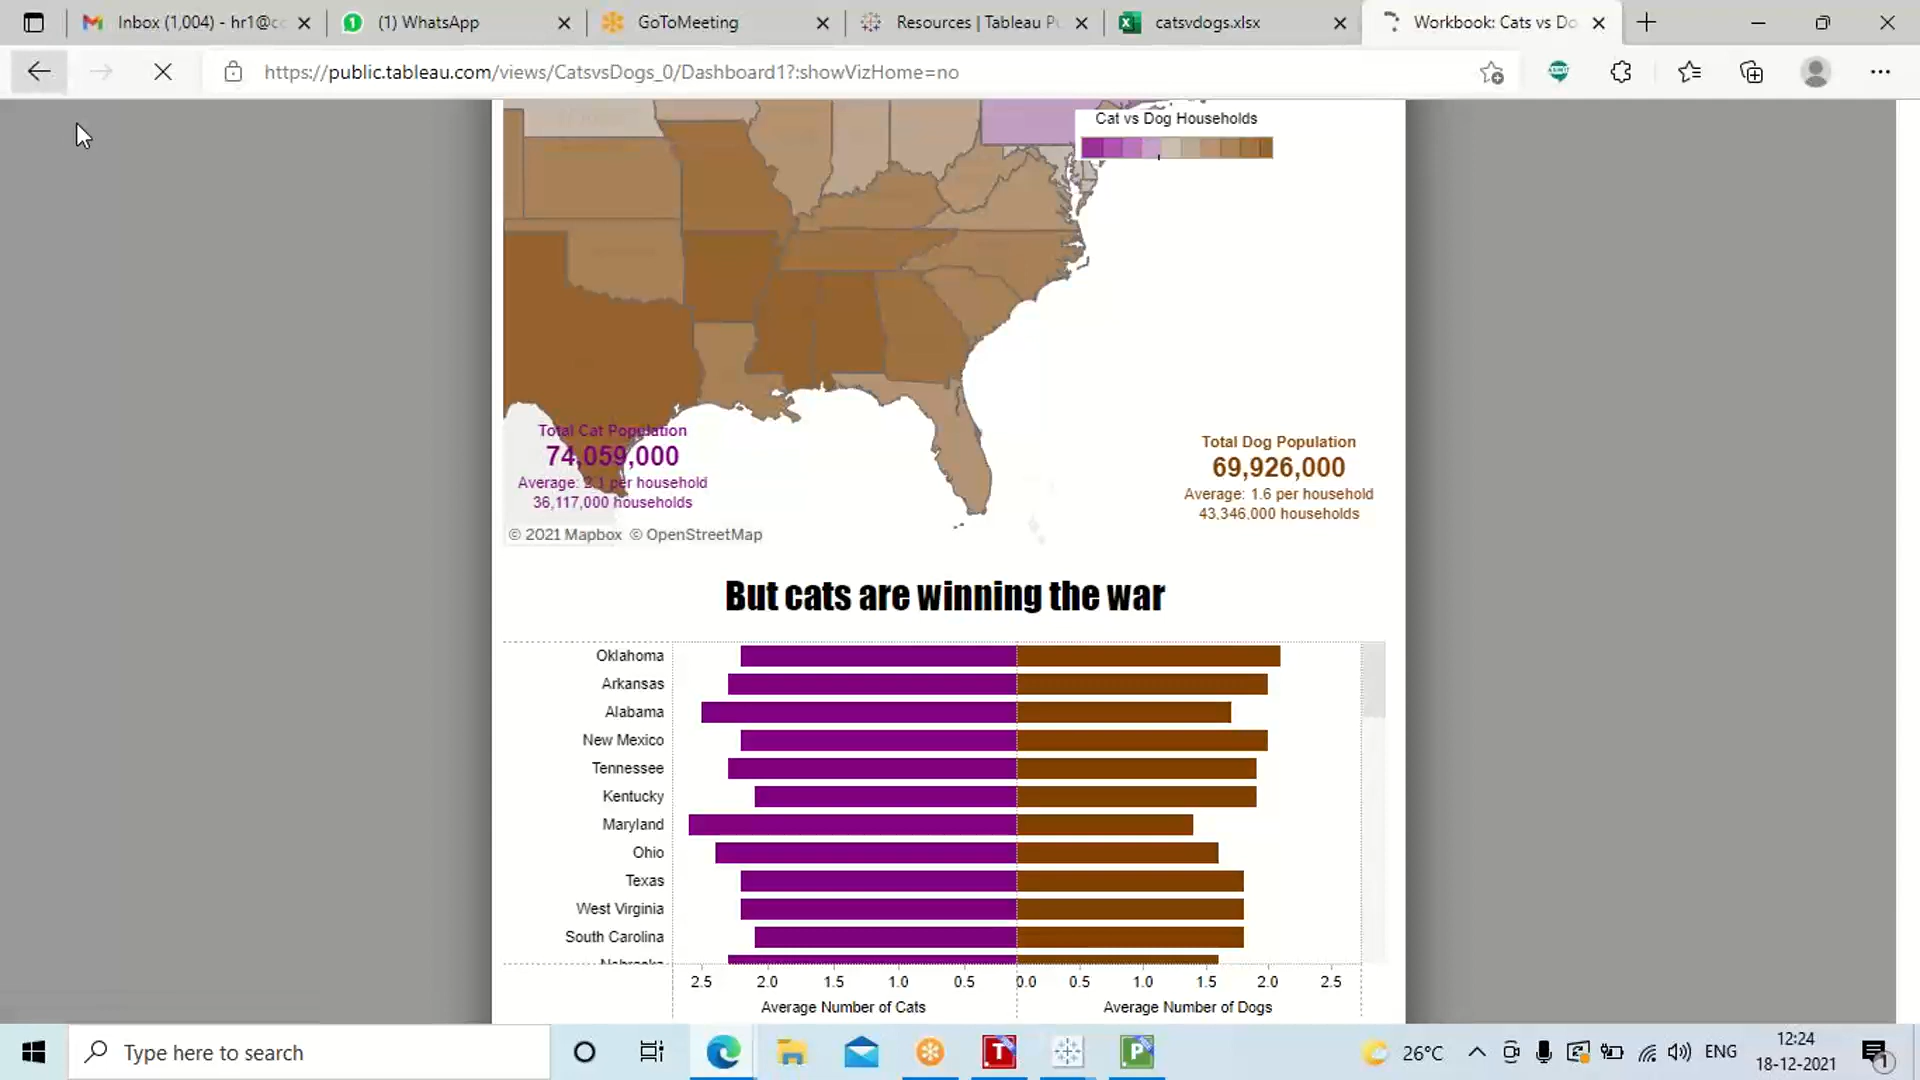 Inbox (1,004) - hr1@cc
(1) WhatsApp
GoToMeeting
Resources | Tableau Pu
catsvdogs.xlsx
Workbook: Cats vs Do
https://public.tableau.com/views/CatsvsDogs_0/Dashboard1?:showVizHome=no
Cat vs Dog Households
Total Cat Population
74,059,000
Average: 2.1 per household
36,117,000 households
Total Dog Population
69,926,000
Average: 1.6 per household
43,346,000 households
© 2021 Mapbox © OpenStreetMap
But cats are winning the war
Oklahoma
Arkansas
Alabama
New Mexico
Tennessee
Kentucky
Maryland
Ohio
Texas
West Virginia
South Carolina
Nebraska
2.5 2.0 1.5 1.0 0.5 0.0 0.5 1.0 1.5 2.0 2.5
Average Number of Cats
Average Number of Dogs
Type here to search
26°C
ENG
12:24
18-12-2021
1